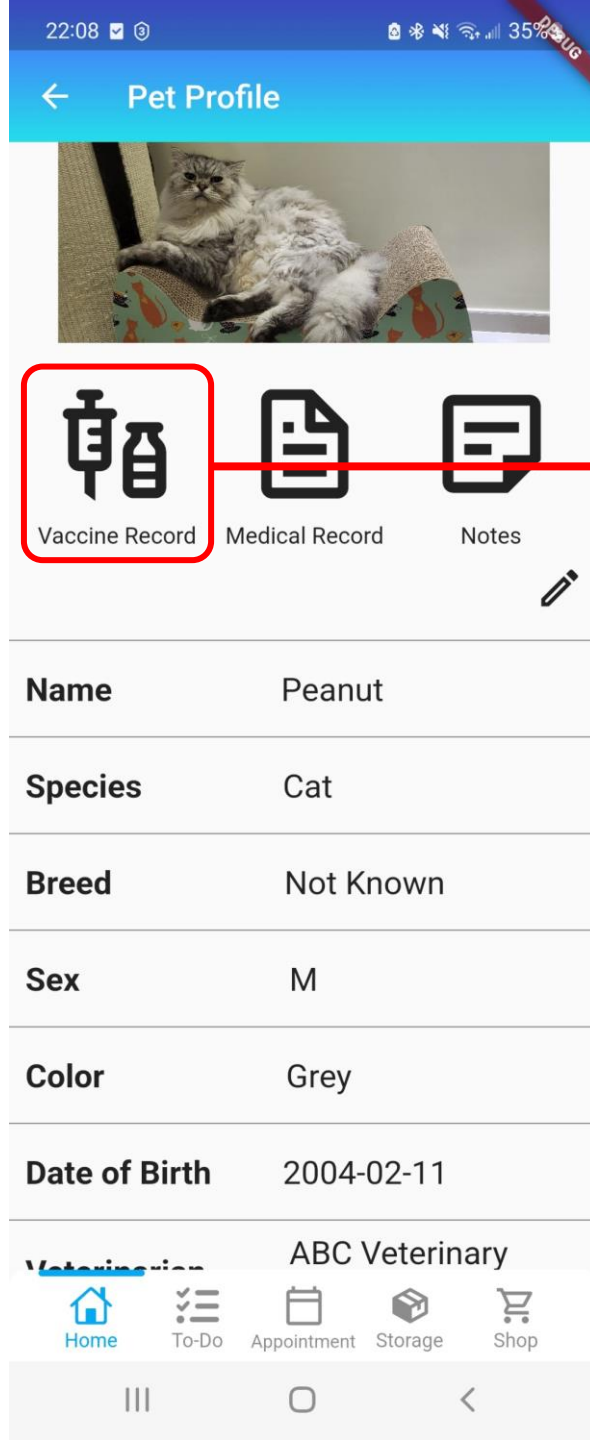 22:08 35%
DEBUG
Pet Profile
Vaccine Record Medical Record Notes
Name Peanut
Species Cat
Breed Not Known
Sex M
Color Grey
Date of Birth 2004-02-11
Veterinarian ABC Veterinary
Home To-Do Appointment Storage Shop